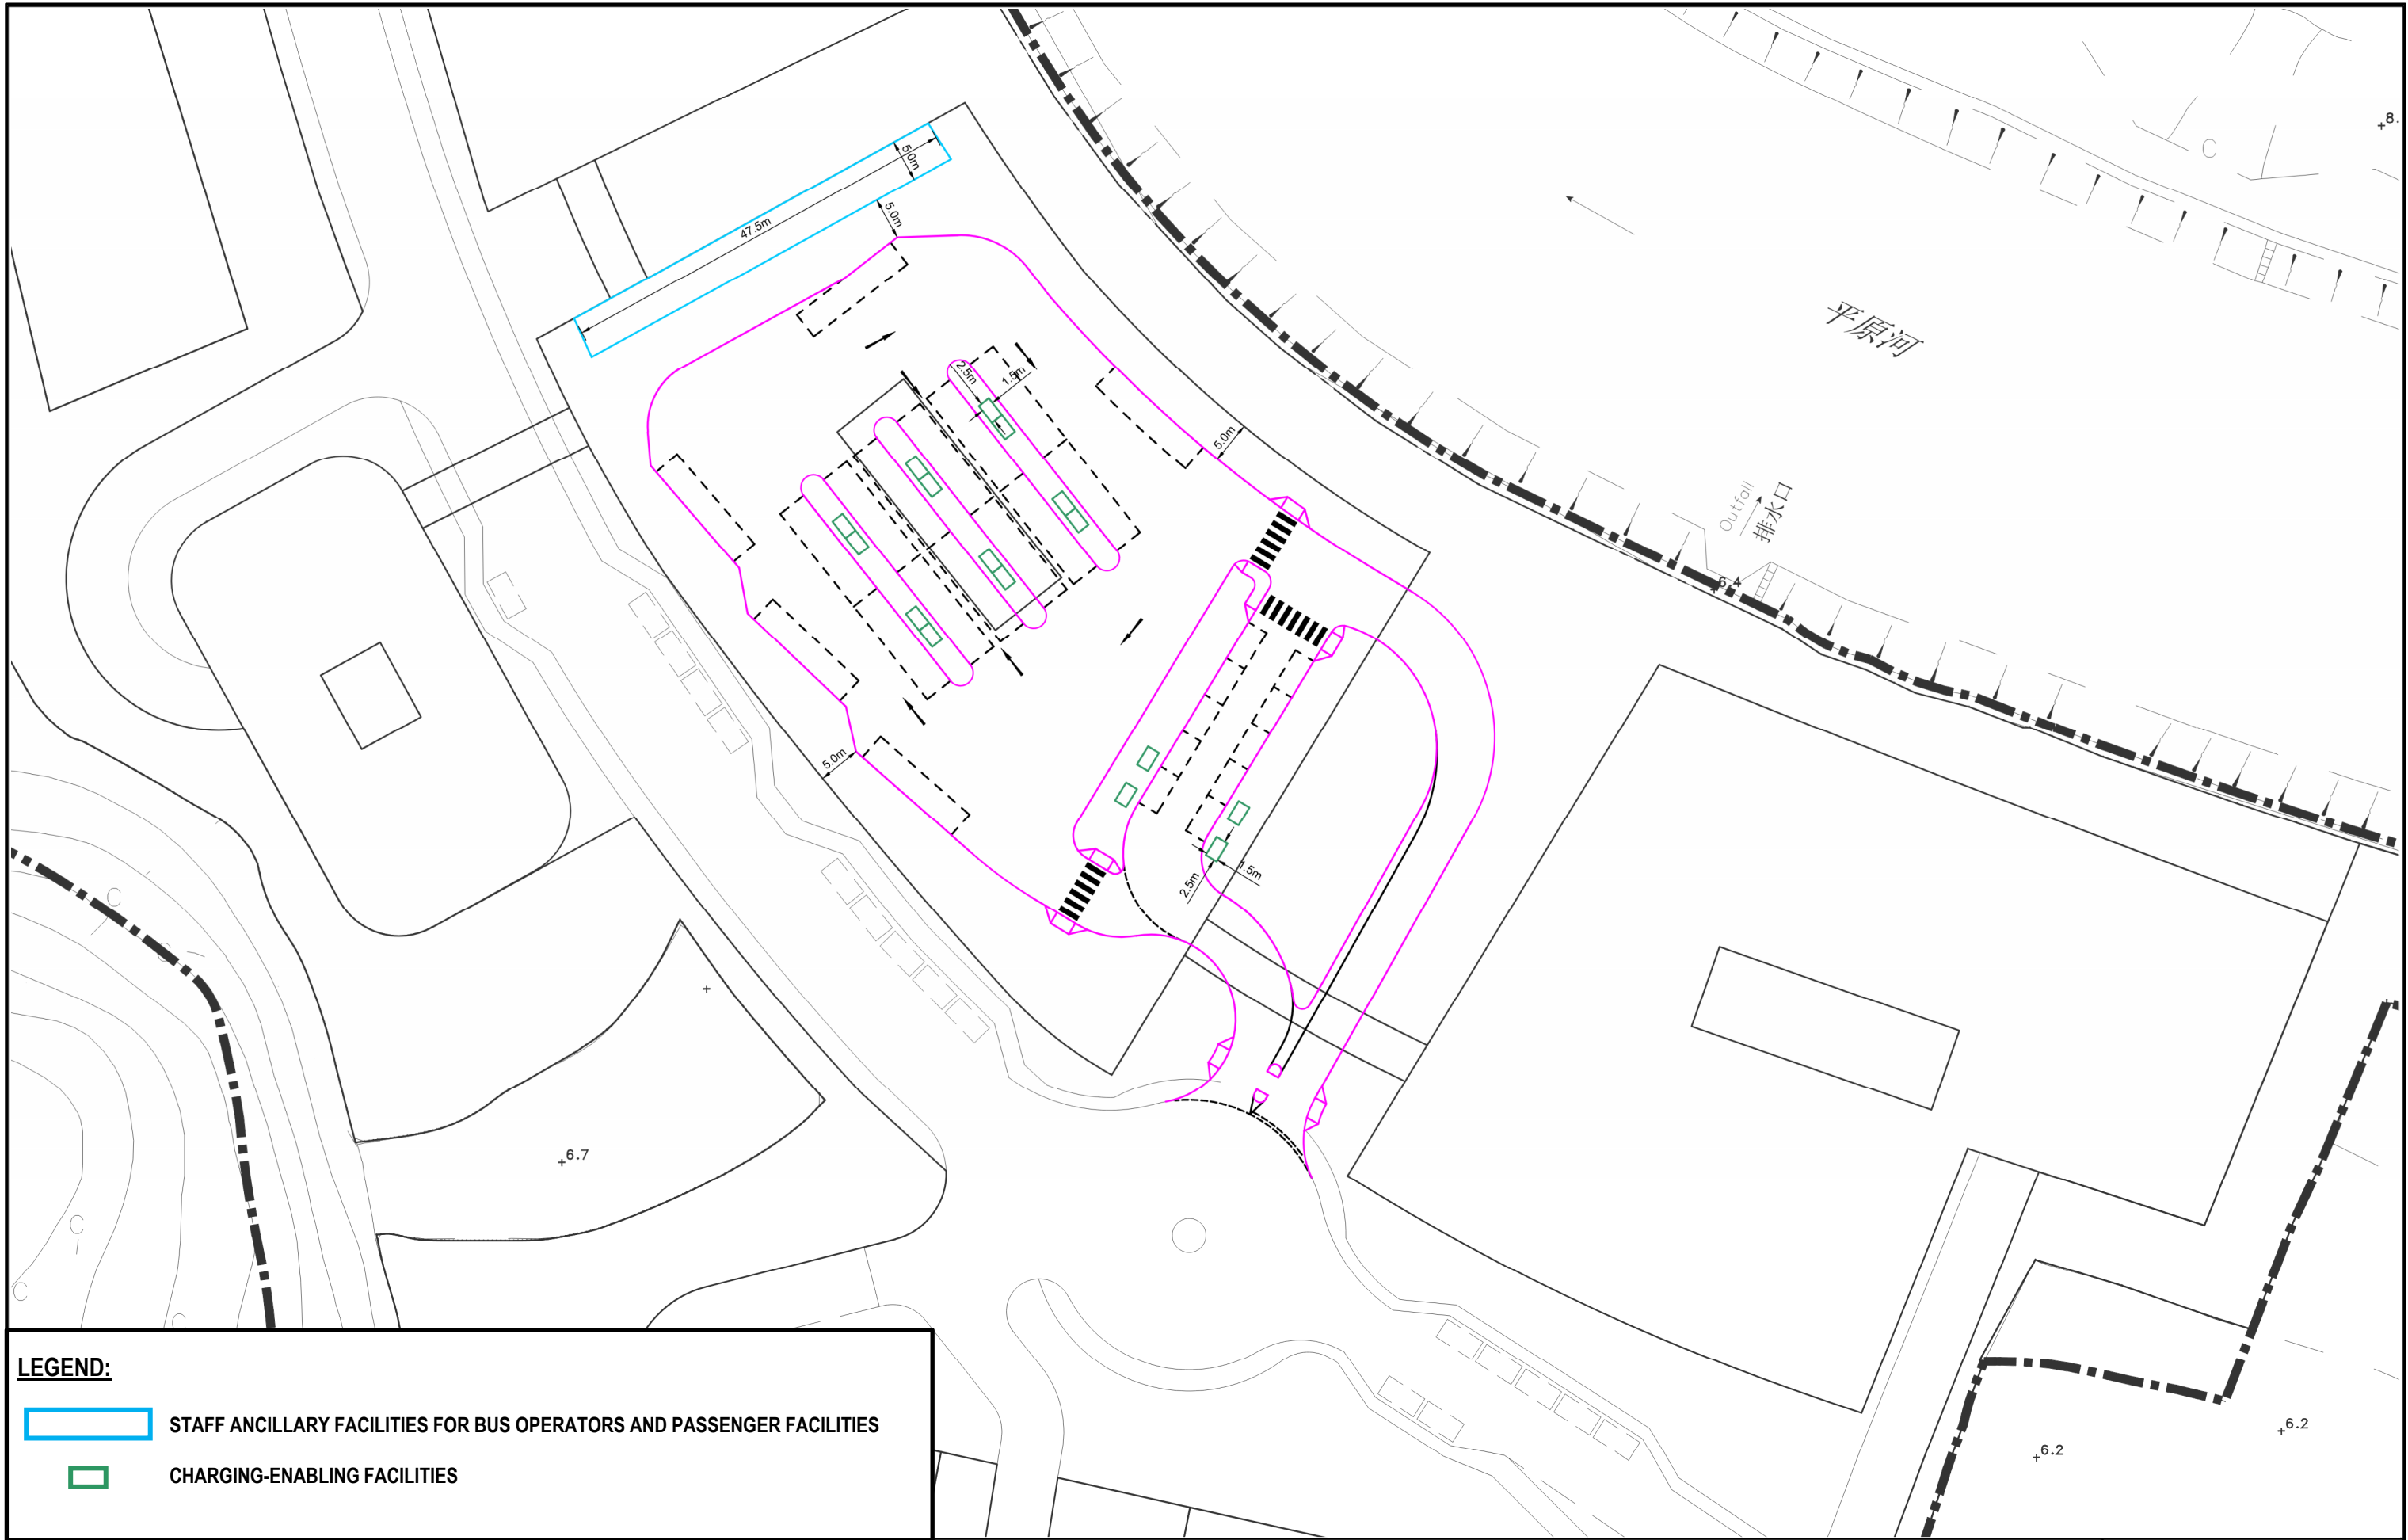 8.
5.0m
47.5m
5.0m
平原河
2.5m
1.5m
5.0m
Outfall
排水口
6.4
5.0m
1.5m
2.5m
6.7
6.2
6.2
LEGEND:
STAFF ANCILLARY FACILITIES FOR BUS OPERATORS AND PASSENGER FACILITIES
CHARGING-ENABLING FACILITIES